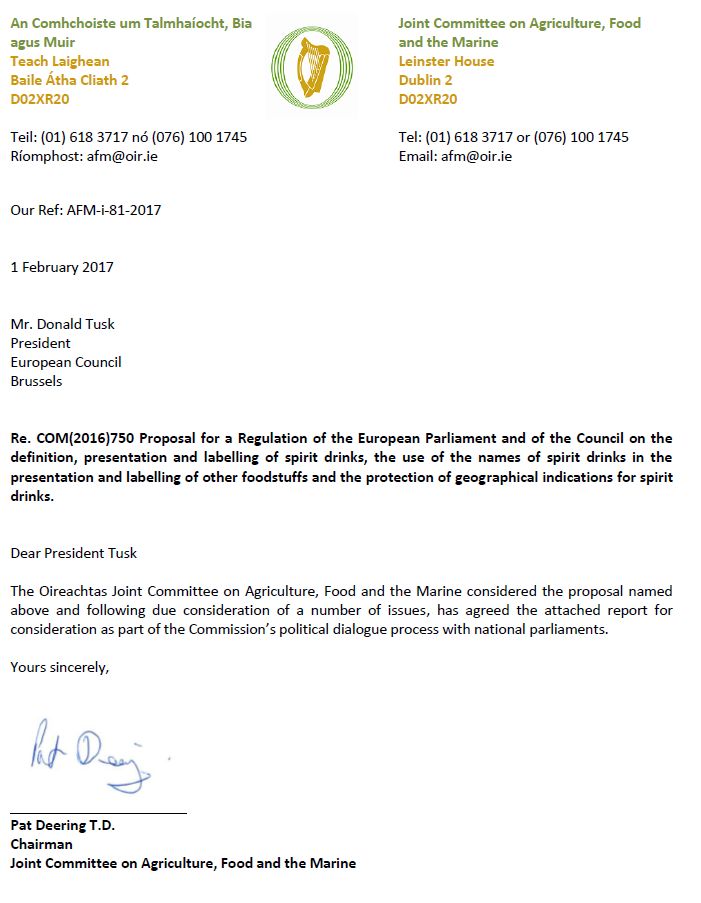 An Comhchoiste um Talmhaíocht, Bia
agus Muir
Teach Laighean
Baile Átha Cliath 2
D02XR20
Teil: (01) 618 3717 nó (076) 100 1745
Ríomphost: afm@oir.ie
Joint Committee on Agriculture, Food
and the Marine
Leinster House
Dublin 2
D02XR20
Tel: (01) 618 3717 or (076) 100 1745
Email: afm@oir.ie
Our Ref: AFM-i-81-2017
1 February 2017
Mr. Donald Tusk
President
European Council
Brussels
Re. COM(2016)750 Proposal for a Regulation of the European Parliament and of the Council on the
definition, presentation and labelling of spirit drinks, the use of the names of spirit drinks in the
presentation and labelling of other foodstuffs and the protection of geographical indications for spirit
drinks.
Dear President Tusk
The Oireachtas Joint Committee on Agriculture, Food and the Marine considered the proposal named
above and following due consideration of a number of issues, has agreed the attached report for
consideration as part of the Commission's political dialogue process with national parliaments.
Yours sincerely,
Pat Deering
Pat Deering T.D.
Chairman
Joint Committee on Agriculture, Food and the Marine